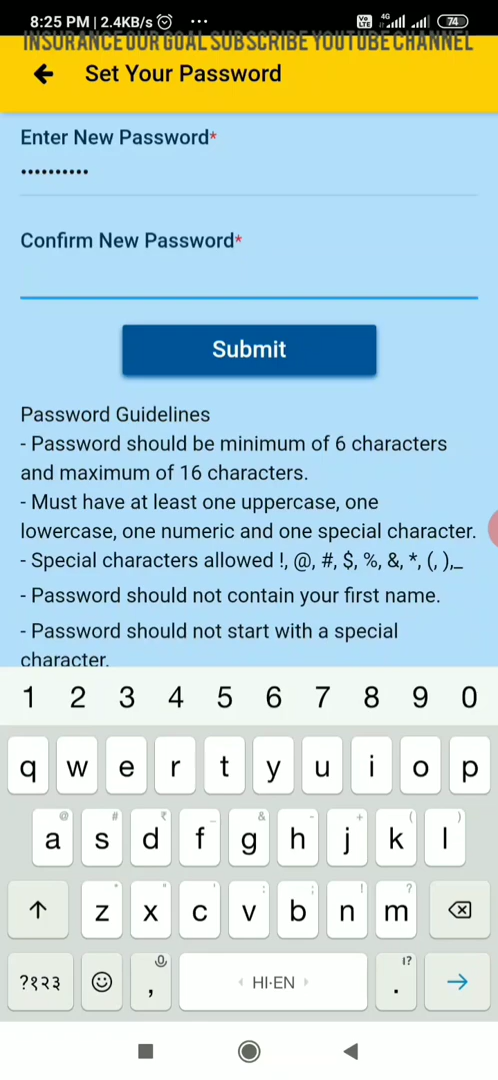 8:25 PM | 2.4KB/s ... Vo LTE 4G 74
INSURANCE OUR GOAL SUBSCRIBE YOUTUBE CHANNEL
Set Your Password
Enter New Password*
••••••••••
Confirm New Password*
Submit
Password Guidelines
- Password should be minimum of 6 characters
and maximum of 16 characters.
- Must have at least one uppercase, one
lowercase, one numeric and one special character.
- Special characters allowed !, @, #, $, %, &, *, (, ),_
- Password should not contain your first name.
- Password should not start with a special
character.
1 2 3 4 5 6 7 8 9 0
q w e r t y u i o p
@ # ₹ _ & - + ( )
a s d f g h j k l
* " ' : ; ! ?
z x c v b n m
?१२३ , HI·EN . !?